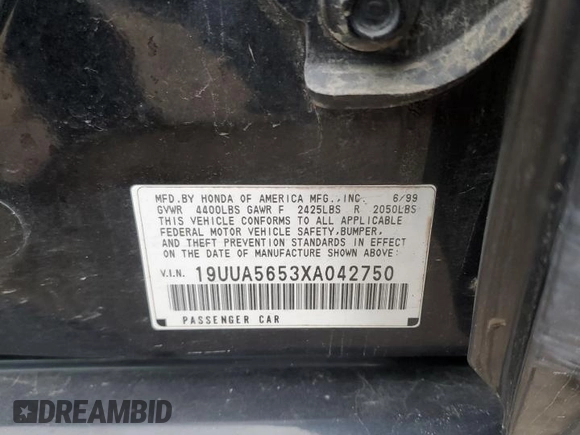 MFD.BY HONDA OF AMERICA MFG.,INC. 6/99
GVWR 4400LBS GAWR F 2425LBS R 2050LBS
THIS VEHICLE CONFORMS TO ALL APPLICABLE
FEDERAL MOTOR VEHICLE SAFETY,BUMPER,
AND THEFT PREVENTION STANDARDS IN EFFECT
ON THE DATE OF MANUFACTURE SHOWN ABOVE:
V.I.N. 19UUA5653XA042750
PASSENGER CAR
DREAMBID